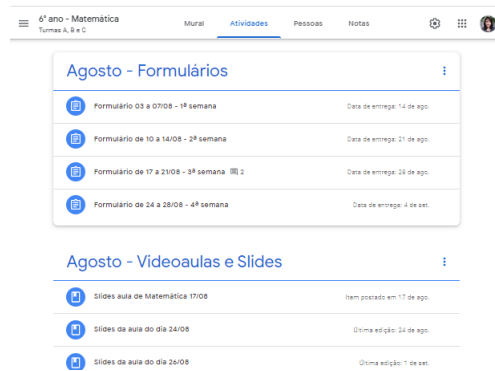 6º ano - Matemática
Turmas A, B e C
Mural
Atividades
Pessoas
Notas
Agosto - Formulários
Formulário 03 a 07/08 - 1ª semana
Data de entrega: 14 de ago.
Formulário de 10 a 14/08 - 2ª semana
Data de entrega: 21 de ago.
Formulário de 17 a 21/08 - 3ª semana 2
Data de entrega: 28 de ago.
Formulário de 24 a 28/08 - 4ª semana
Data de entrega: 4 de set.
Agosto - Videoaulas e Slides
Slides aula de Matemática 17/08
Item postado em 17 de ago.
Slides da aula do dia 24/08
Última edição: 24 de ago.
Slides da aula do dia 26/08
Última edição: 1 de set.